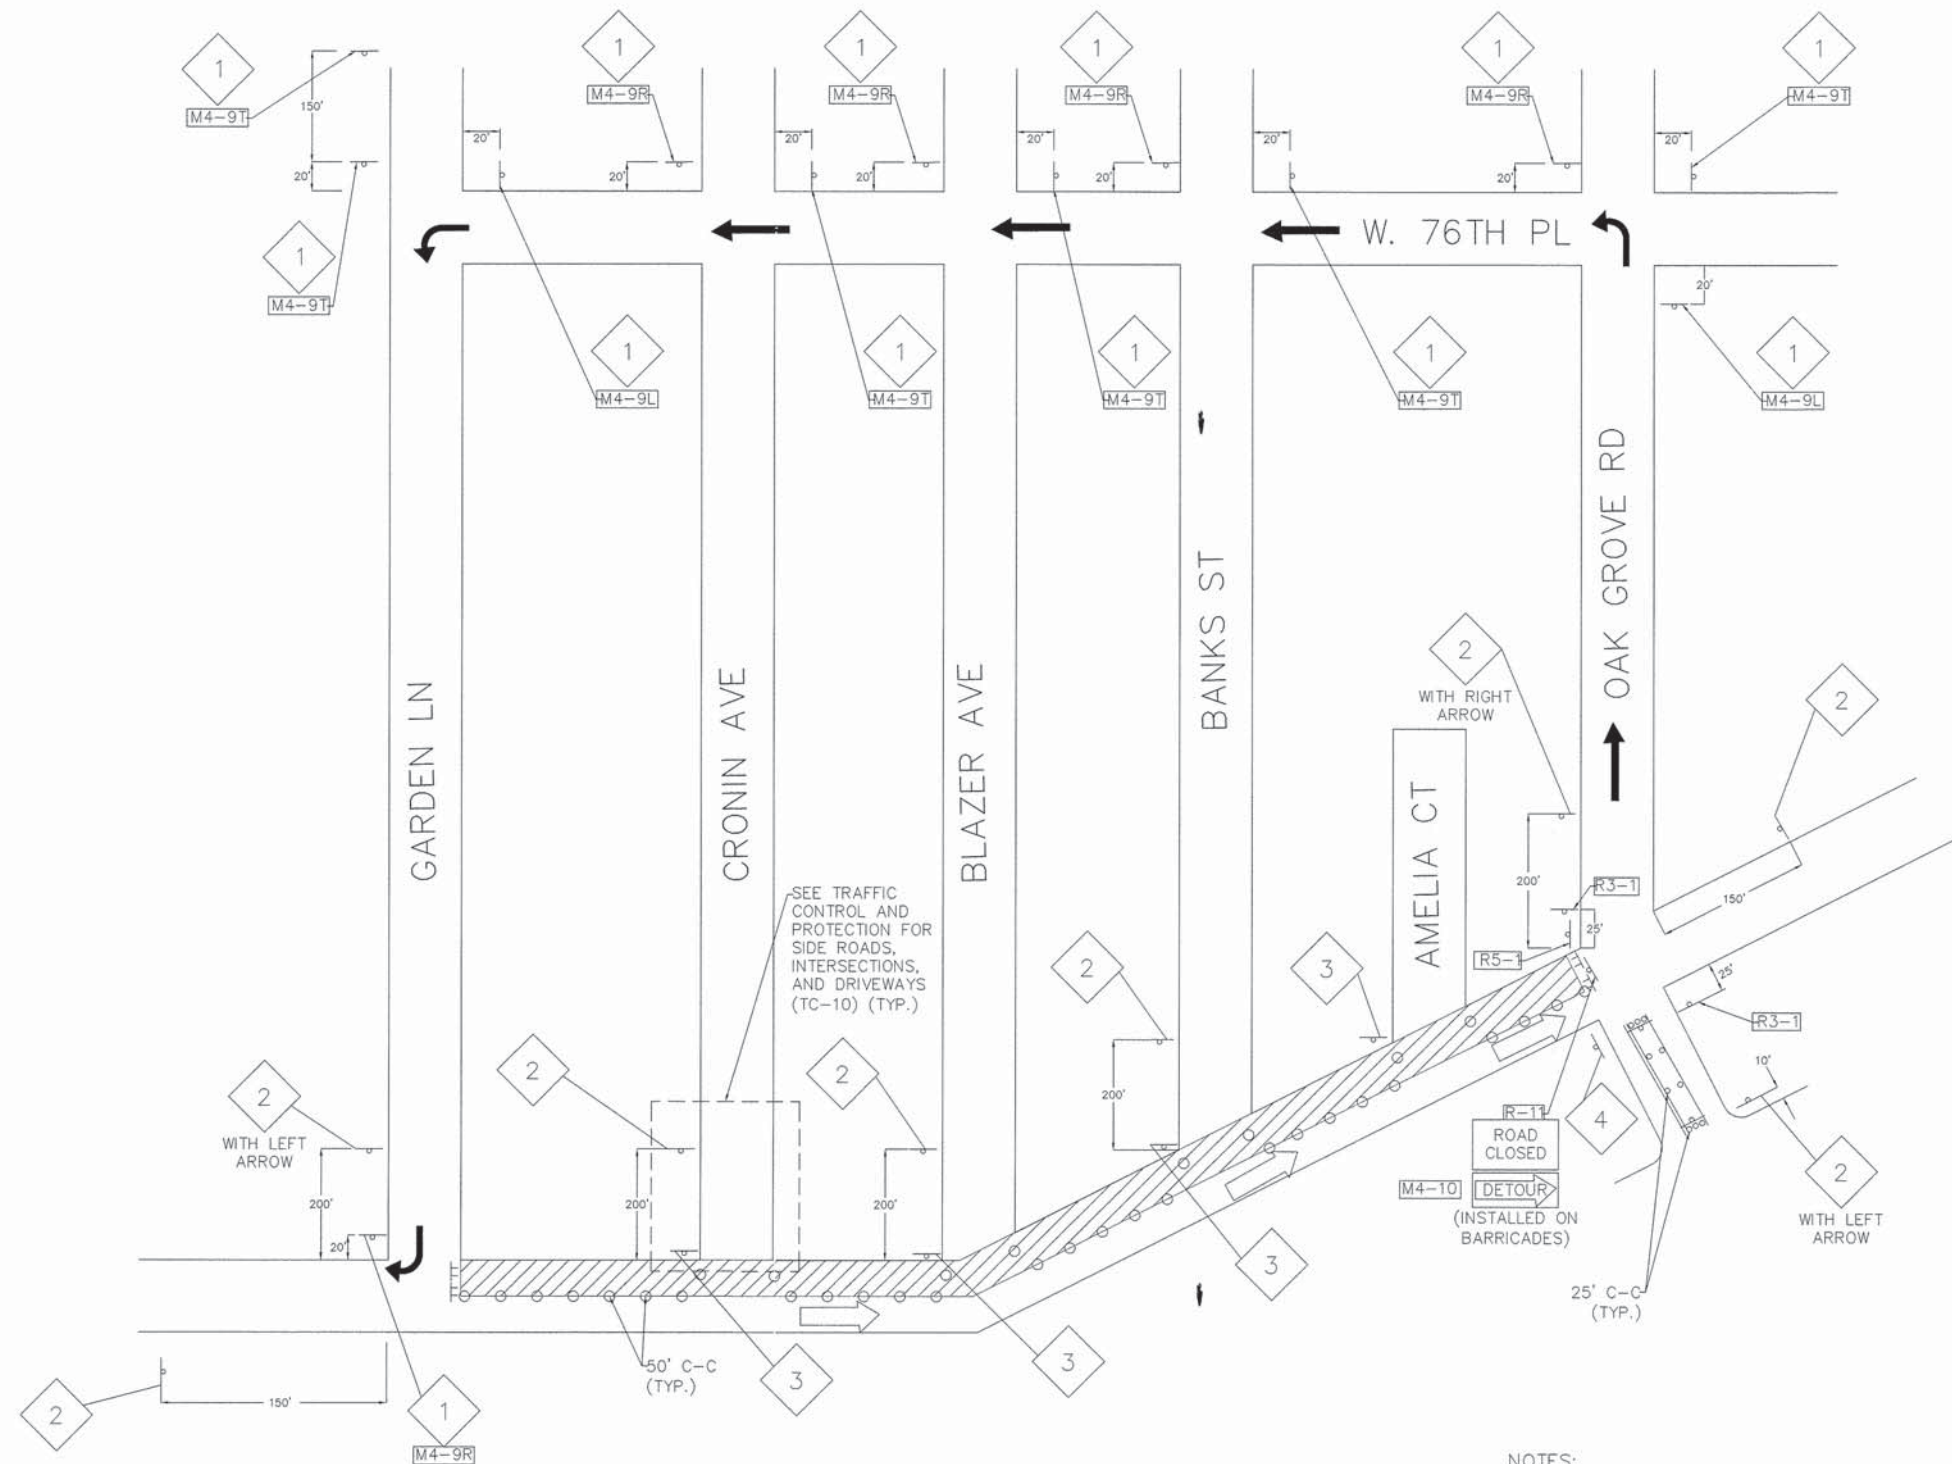 1
1
1
1
1
1
M4-9T
M4-9R
M4-9R
M4-9R
M4-9R
M4-9T
150'
20'
20'
20'
20'
20'
20'
20'
20'
20'
20'
W. 76TH PL
1
M4-9T
20'
1
M4-9L
1
M4-9T
1
M4-9T
1
M4-9T
1
M4-9L
GARDEN LN
CRONIN AVE
BLAZER AVE
BANKS ST
AMELIA CT
OAK GROVE RD
2
WITH RIGHT
ARROW
2
200'
R3-1
25'
R5-1
150'
SEE TRAFFIC
CONTROL AND
PROTECTION FOR
SIDE ROADS,
INTERSECTIONS,
AND DRIVEWAYS
(TC-10) (TYP.)
2
3
25'
R3-1
10'
2
WITH LEFT
ARROW
2
2
200'
R-11
ROAD
CLOSED
M4-10
DETOUR
(INSTALLED ON
BARRICADES)
4
2
WITH LEFT
ARROW
200'
20'
200'
200'
3
25' C-C
(TYP.)
50' C-C
(TYP.)
3
3
2
150'
1
M4-9R
NOTES: